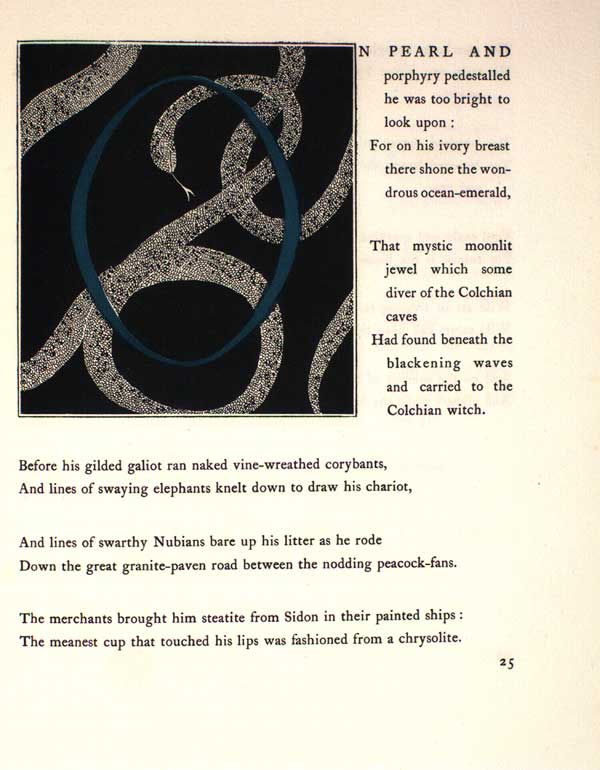 ON PEARL AND
porphyry pedestalled
he was too bright to
look upon :
For on his ivory breast
there shone the won-
drous ocean-emerald,
That mystic moonlit
jewel which some
diver of the Colchian
caves
Had found beneath the
blackening waves
and carried to the
Colchian witch.
Before his gilded galiot ran naked vine-wreathed corybants,
And lines of swaying elephants knelt down to draw his chariot,
And lines of swarthy Nubians bare up his litter as he rode
Down the great granite-paven road between the nodding peacock-fans.
The merchants brought him steatite from Sidon in their painted ships :
The meanest cup that touched his lips was fashioned from a chrysolite.
25